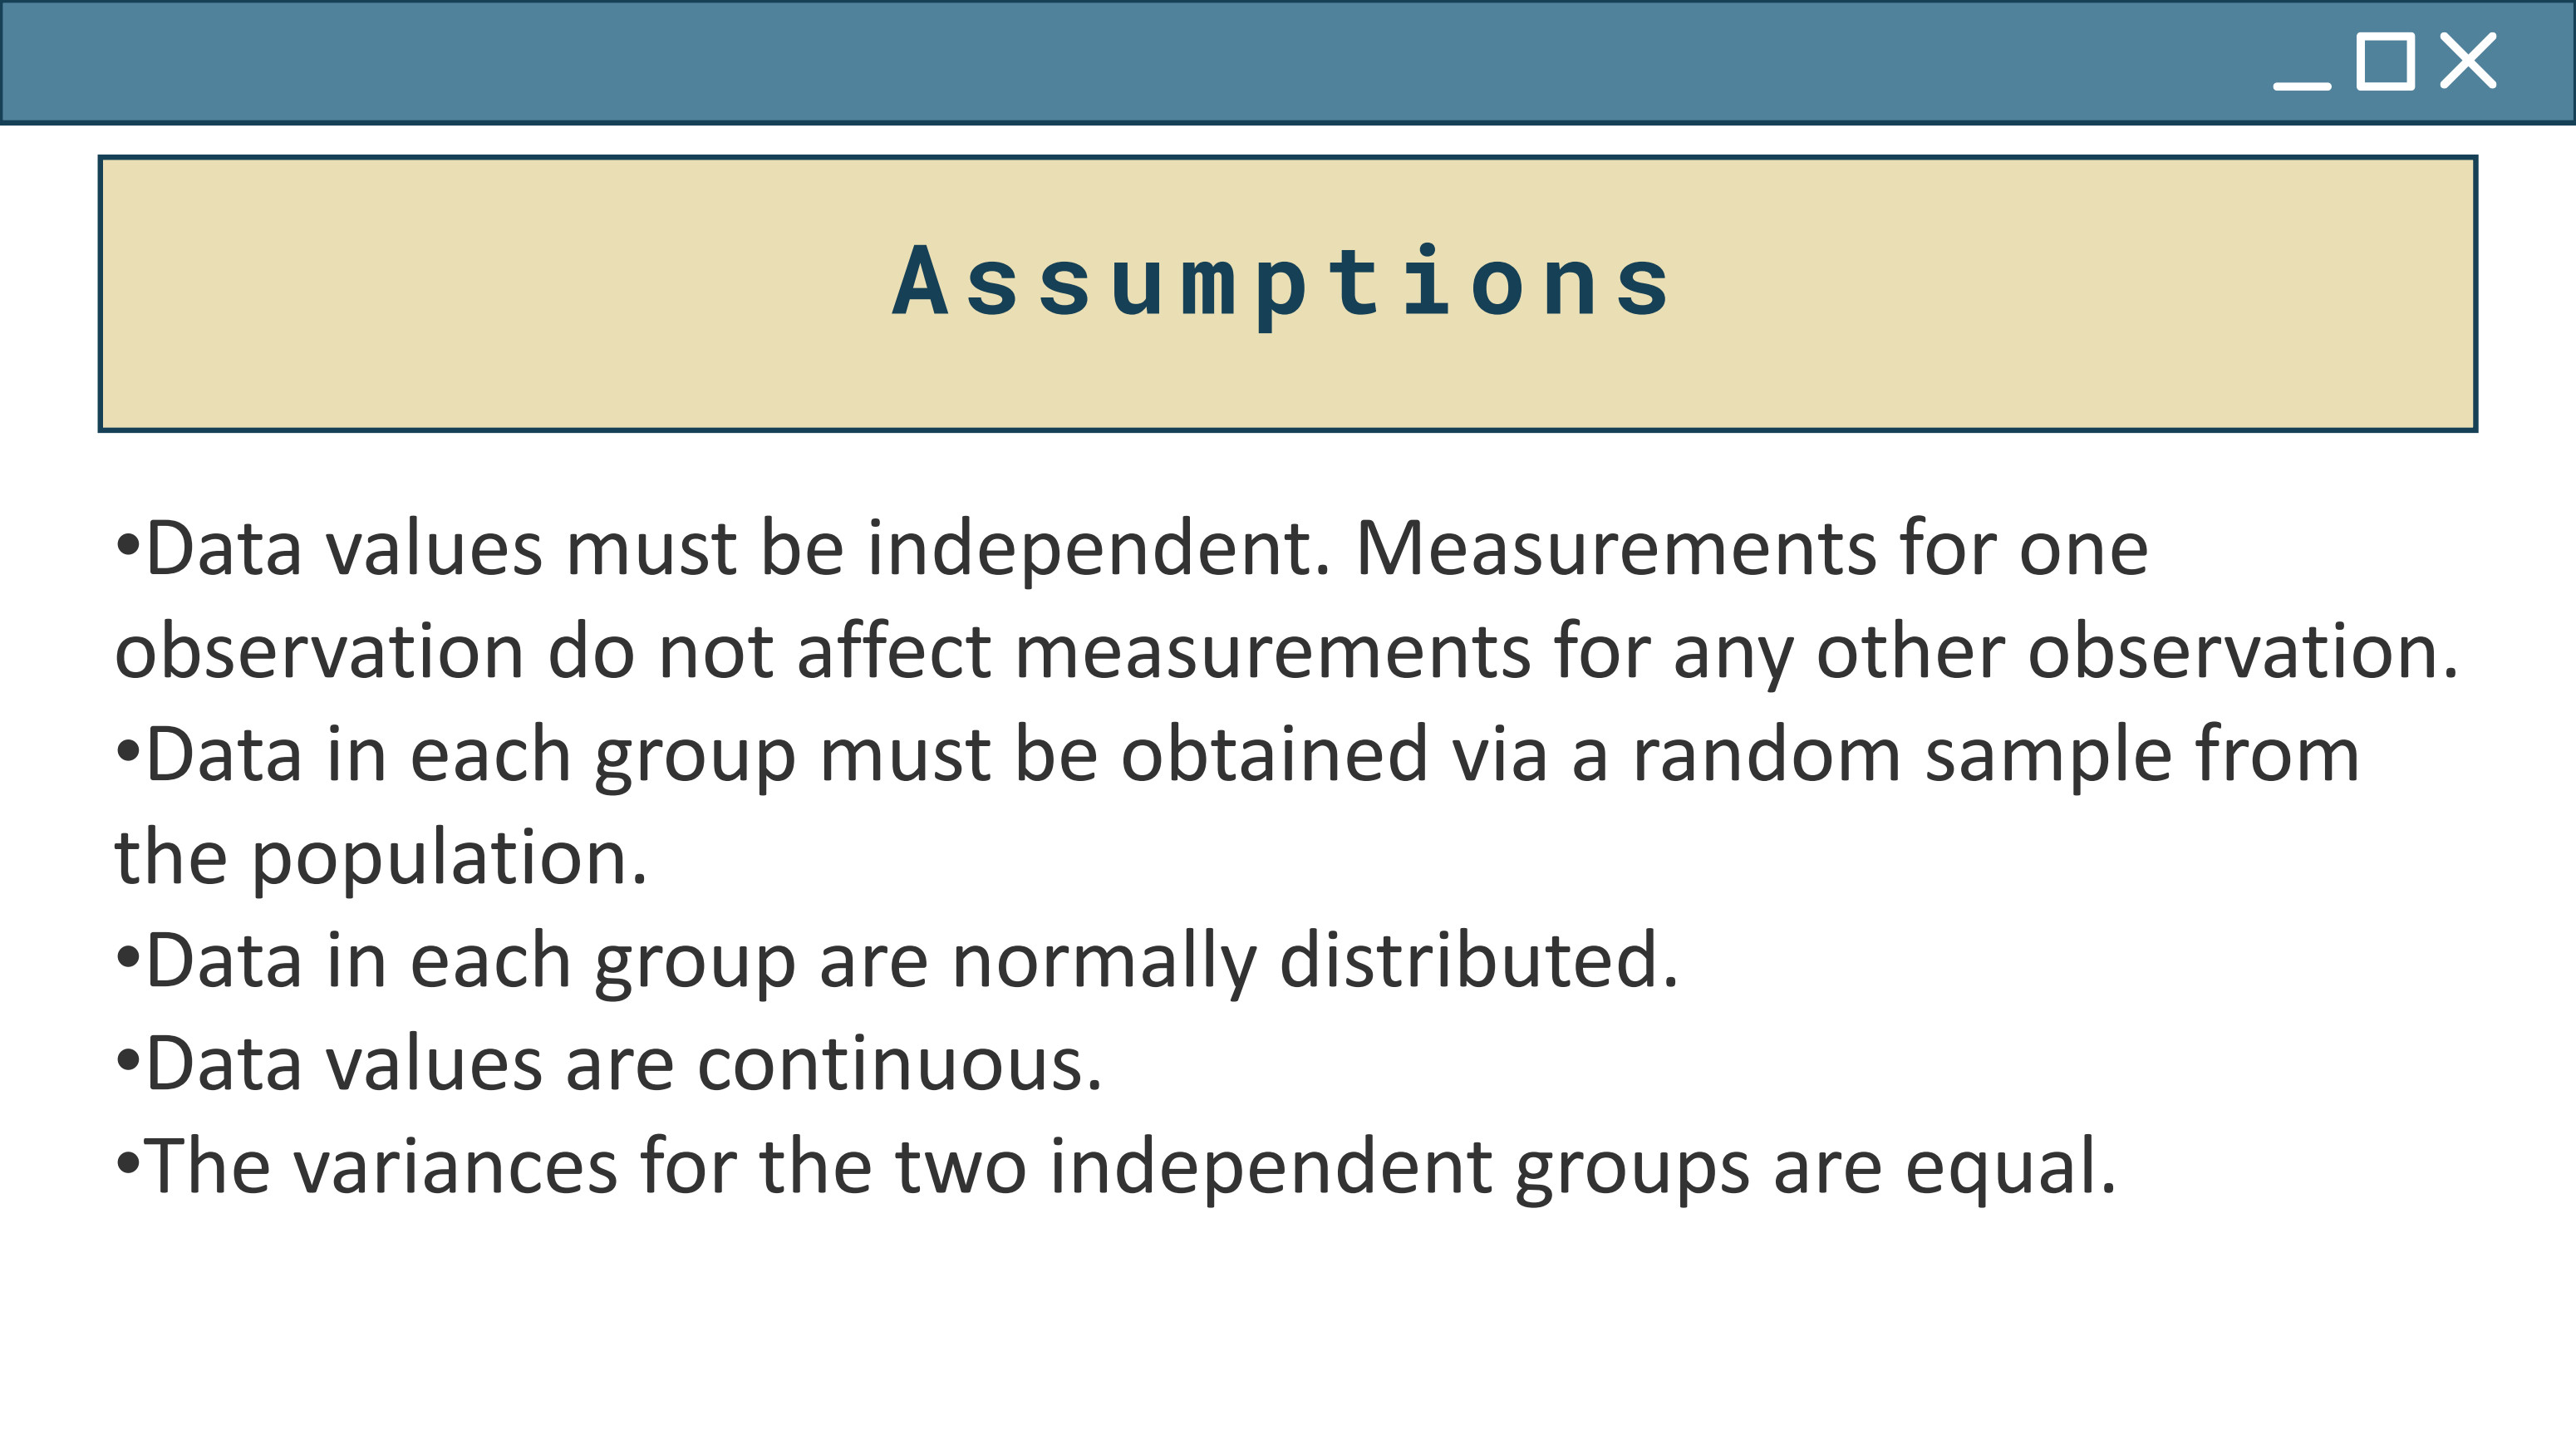 Assumptions
•Data values must be independent. Measurements for one
observation do not affect measurements for any other observation.
•Data in each group must be obtained via a random sample from
the population.
•Data in each group are normally distributed.
•Data values are continuous.
•The variances for the two independent groups are equal.